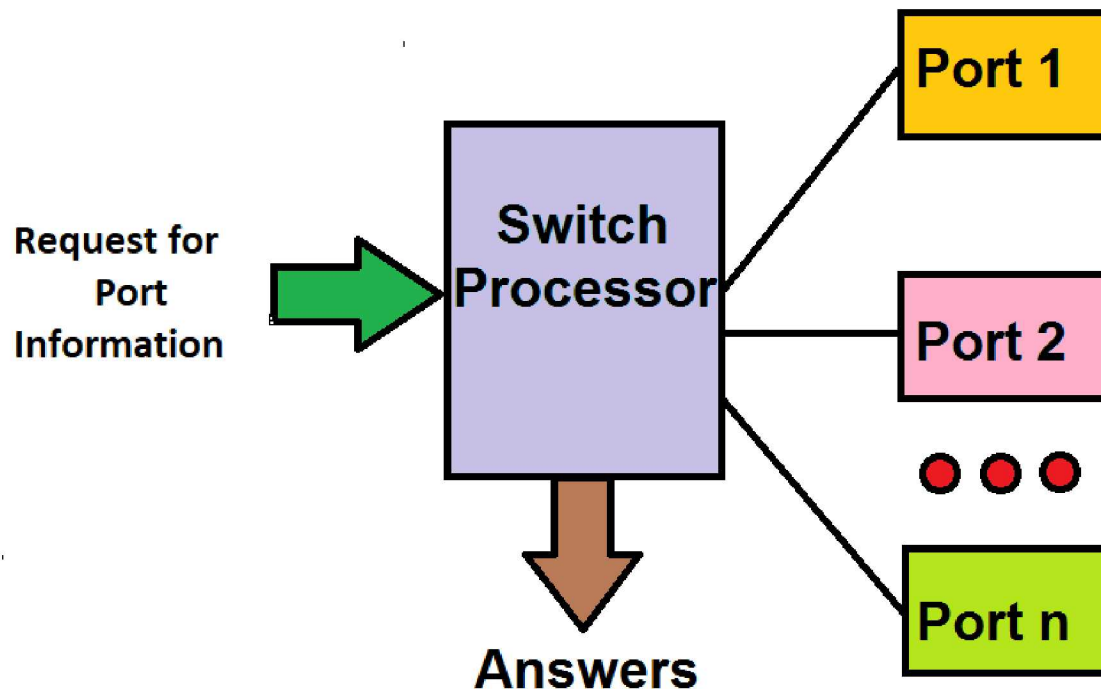 Request for
Port
Information
Switch
Processor
Answers
Port 1
Port 2
Port n